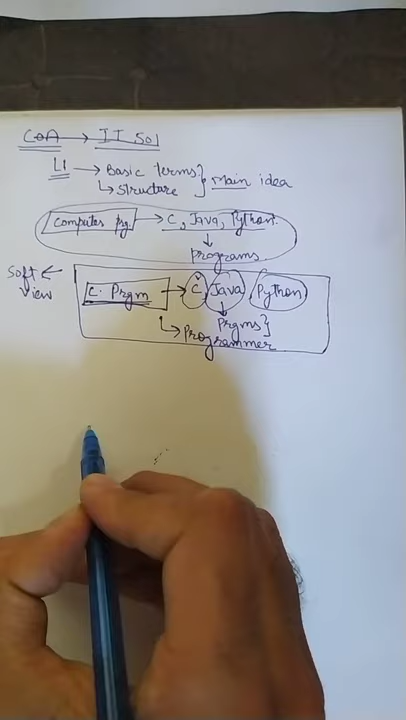 COA → II Sol
L1 → Basic terms }
↳ Structure } Main idea
Computer prg → C, Java, Python
↓
programs
Soft ← view
C. Prgm → C Java Python
↓
Prgms }
↳ Programmer